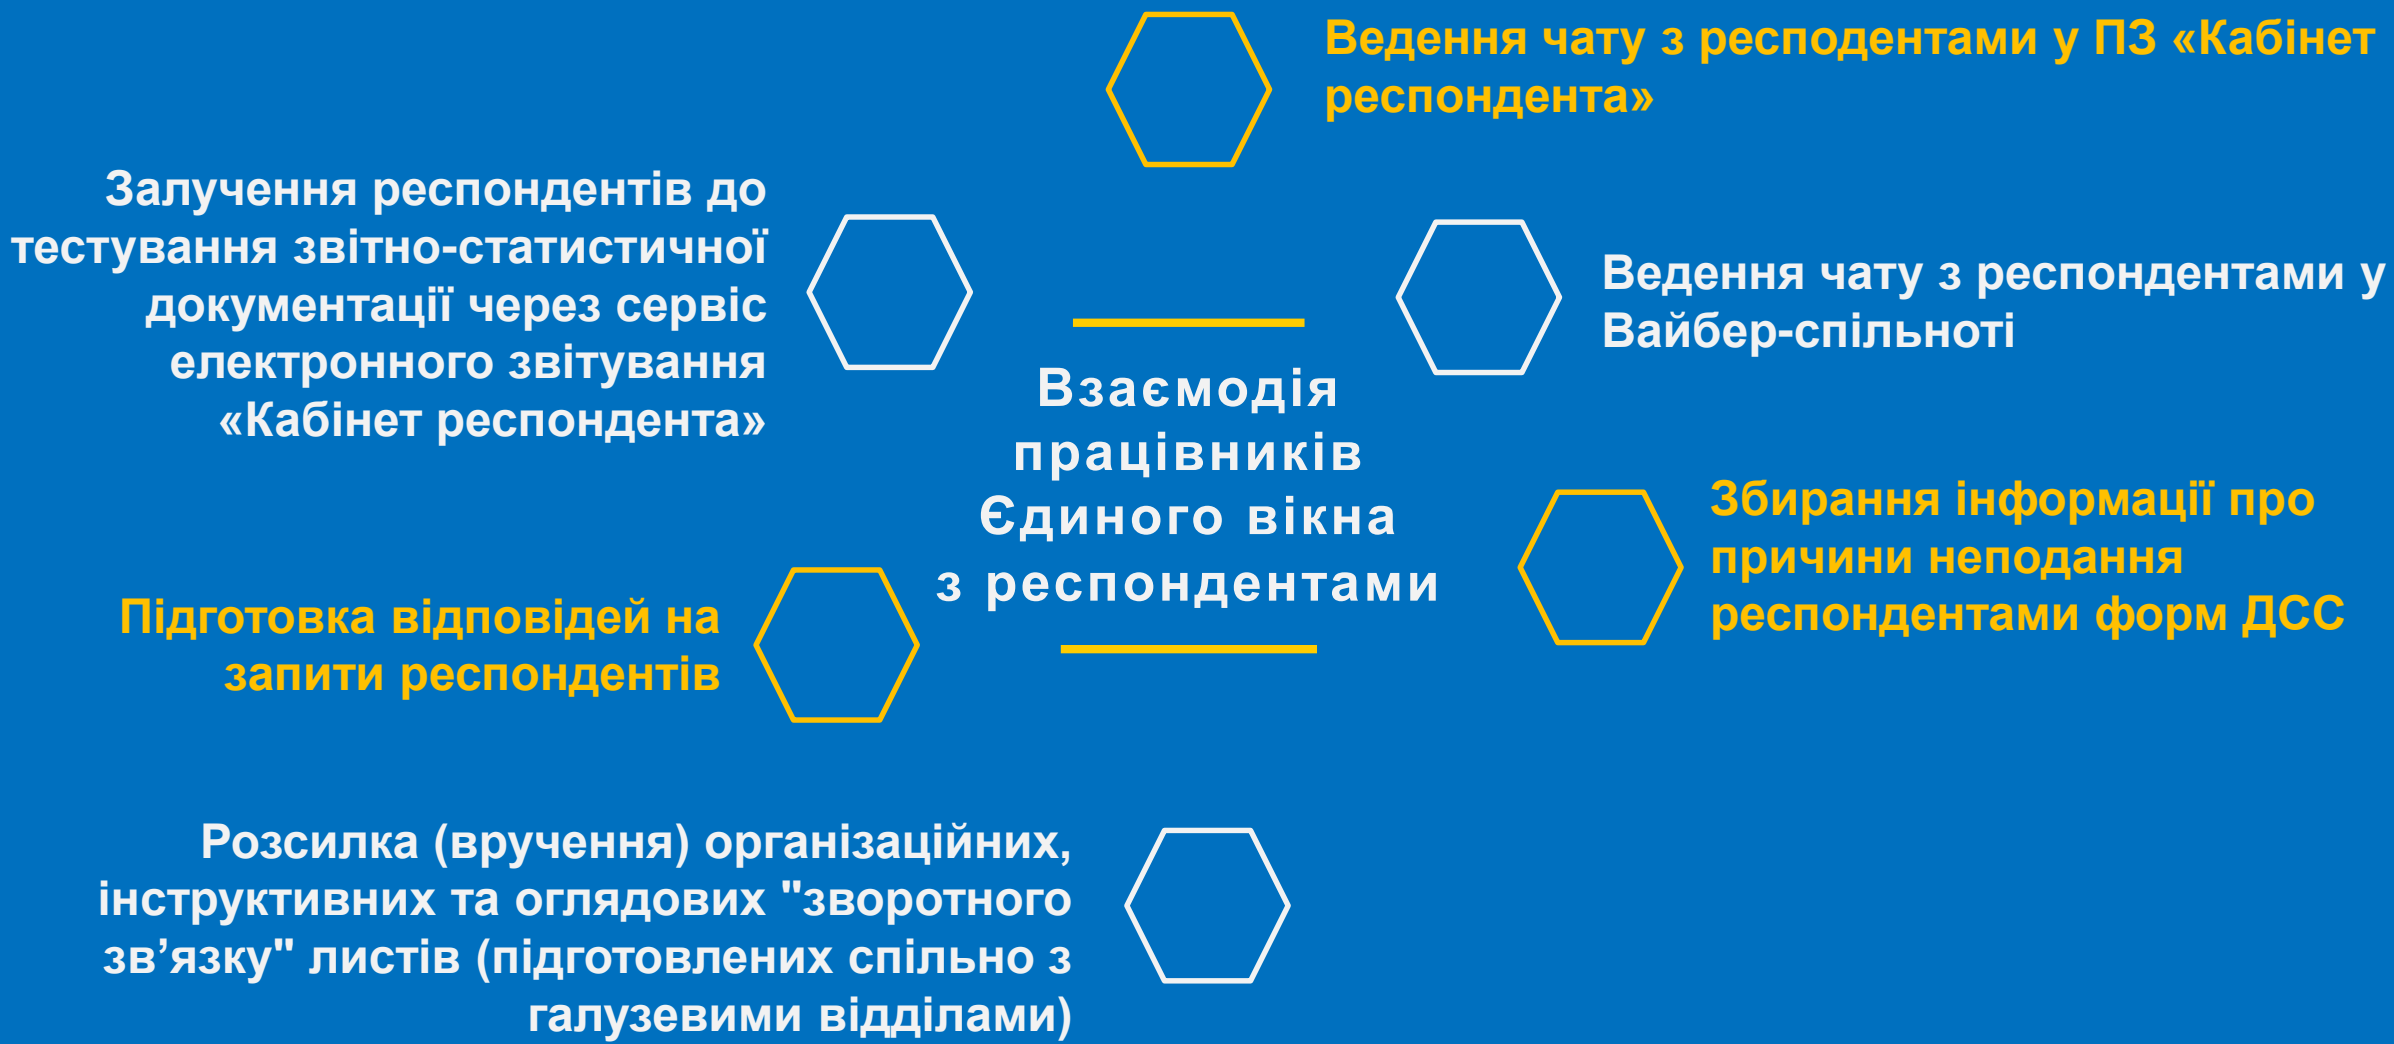 Ведення чату з респодентами у ПЗ «Кабінет
респондента»
Залучення респондентів до
тестування звітно-статистичної
документації через сервіс
електронного звітування
«Кабінет респондента»
Ведення чату з респондентами у
Вайбер-спільноті
Взаємодія
працівників
Єдиного вікна
з респондентами
Збирання інформації про
причини неподання
респондентами форм ДСС
Підготовка відповідей на
запити респондентів
Розсилка (вручення) організаційних,
інструктивних та оглядових "зворотного
зв’язку" листів (підготовлених спільно з
галузевими відділами)